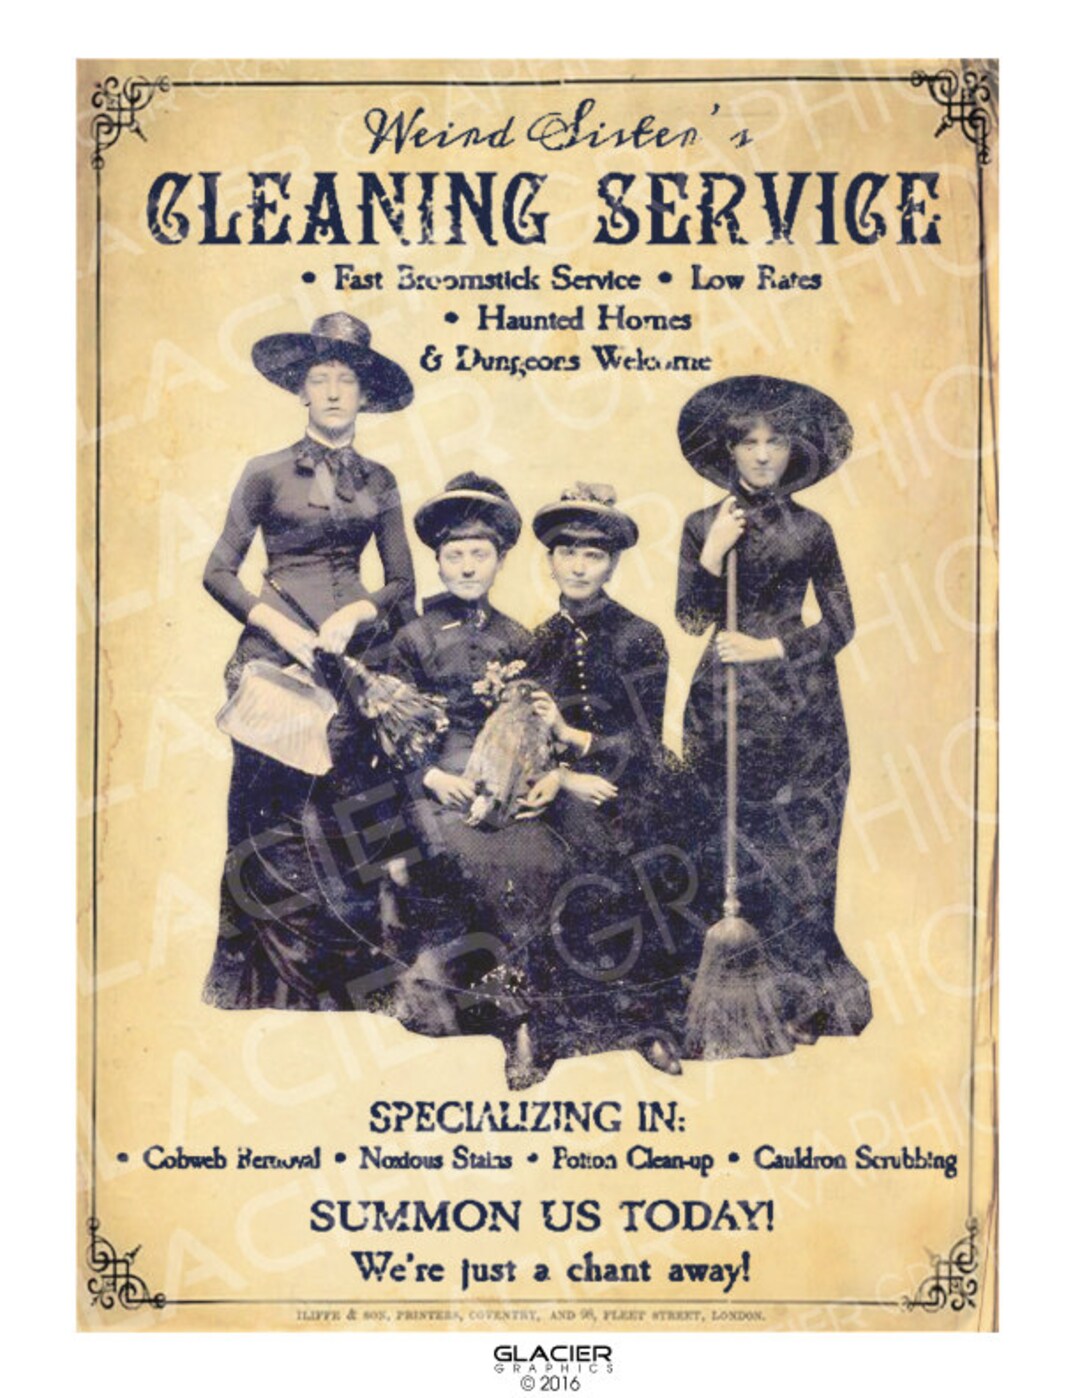 Weird Sister's
CLEANING SERVICE
• Fast Broomstick Service • Low Rates
• Haunted Homes
& Dungeons Welcome
SPECIALIZING IN:
• Cobweb Removal • Noxious Stains • Potion Clean-up • Cauldron Scrubbing
SUMMON US TODAY!
We're just a chant away!
ILIFFE & SON, PRINTERS, COVENTRY, AND 98, FLEET STREET, LONDON.
GLACIER
GRAPHICS
© 2016